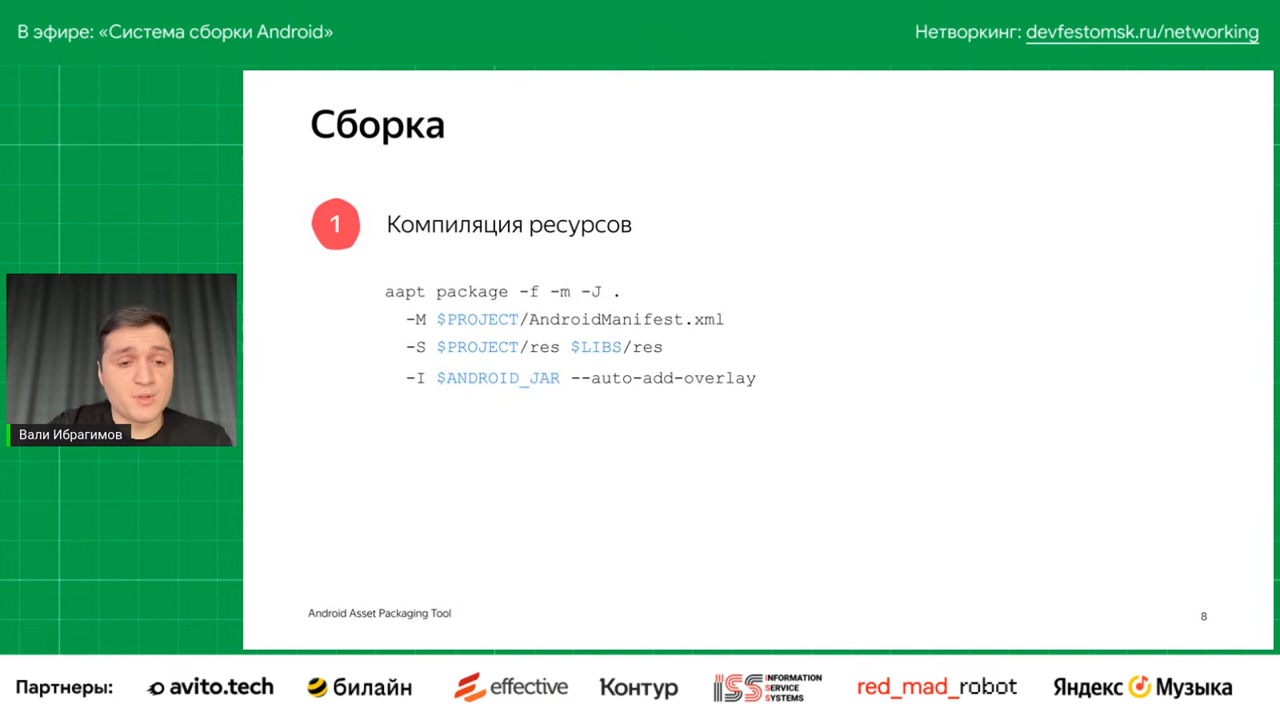 В эфире: «Система сборки Android»
Нетворкинг: devfestomsk.ru/networking
Сборка
1 Компиляция ресурсов
aapt package -f -m -J .
-M $PROJECT/AndroidManifest.xml
-S $PROJECT/res $LIBS/res
-I $ANDROID_JAR --auto-add-overlay
Вали Ибрагимов
Android Asset Packaging Tool
8
Партнеры: avito.tech билайн effective Контур ISS INFORMATION SERVICE SYSTEMS red_mad_robot Яндекс Музыка